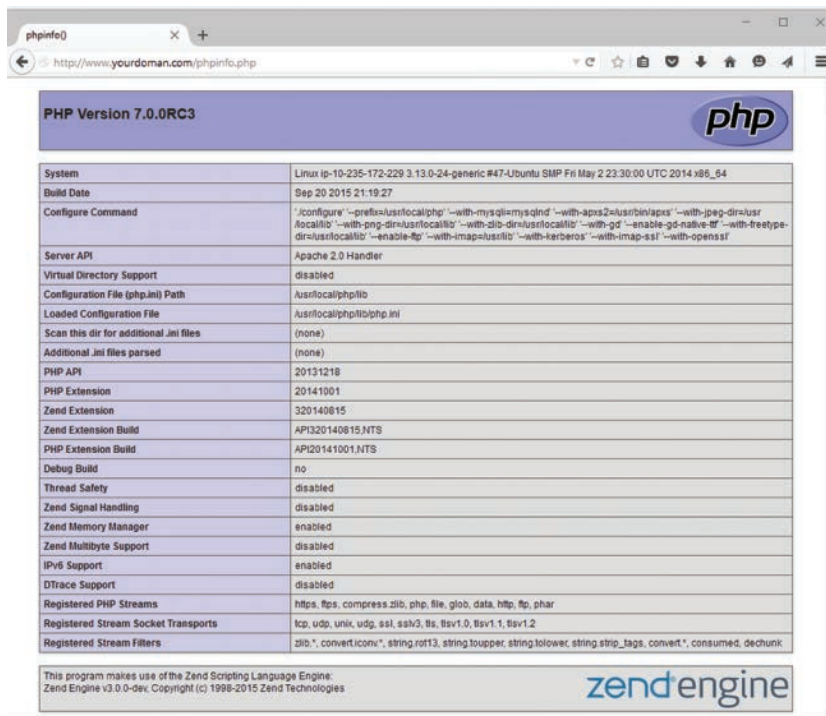 phpinfo()
http://www.yourdoman.com/phpinfo.php
PHP Version 7.0.0RC3
php
System Linux ip-10-235-172-229 3.13.0-24-generic #47-Ubuntu SMP Fri May 2 23:30:00 UTC 2014 x86_64
Build Date Sep 20 2015 21:19:27
Configure Command './configure' '--prefix=/usr/local/php' '--with-mysqli=mysqlnd' '--with-apxs2=/usr/bin/apxs' '--with-jpeg-dir=/usr
/local/lib' '--with-png-dir=/usr/local/lib' '--with-zlib-dir=/usr/local/lib' '--with-gd' '--enable-gd-native-ttf' '--with-freetype-
dir=/usr/local/lib' '--enable-ftp' '--with-imap=/usr/lib' '--with-kerberos' '--with-imap-ssl' '--with-openssl'
Server API Apache 2.0 Handler
Virtual Directory Support disabled
Configuration File (php.ini) Path /usr/local/php/lib
Loaded Configuration File /usr/local/php/lib/php.ini
Scan this dir for additional .ini files (none)
Additional .ini files parsed (none)
PHP API 20131218
PHP Extension 20141001
Zend Extension 320140815
Zend Extension Build API320140815,NTS
PHP Extension Build API20141001,NTS
Debug Build no
Thread Safety disabled
Zend Signal Handling disabled
Zend Memory Manager enabled
Zend Multibyte Support disabled
IPv6 Support enabled
DTrace Support disabled
Registered PHP Streams https, ftps, compress.zlib, php, file, glob, data, http, ftp, phar
Registered Stream Socket Transports tcp, udp, unix, udg, ssl, sslv3, tls, tlsv1.0, tlsv1.1, tlsv1.2
Registered Stream Filters zlib.*, convert.iconv.*, string.rot13, string.toupper, string.tolower, string.strip_tags, convert.*, consumed, dechunk
This program makes use of the Zend Scripting Language Engine:
Zend Engine v3.0.0-dev, Copyright (c) 1998-2015 Zend Technologies
zend engine